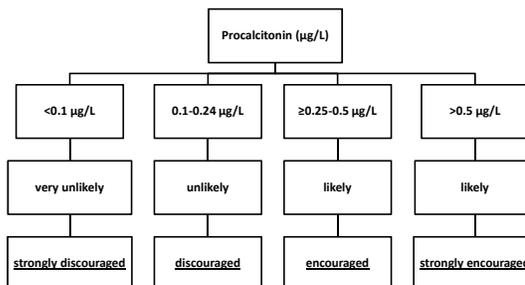 Procalcitonin (µg/L)
<0.1 µg/L
0.1-0.24 µg/L
≥0.25-0.5 µg/L
>0.5 µg/L
very unlikely
unlikely
likely
likely
strongly discouraged
discouraged
encouraged
strongly encouraged